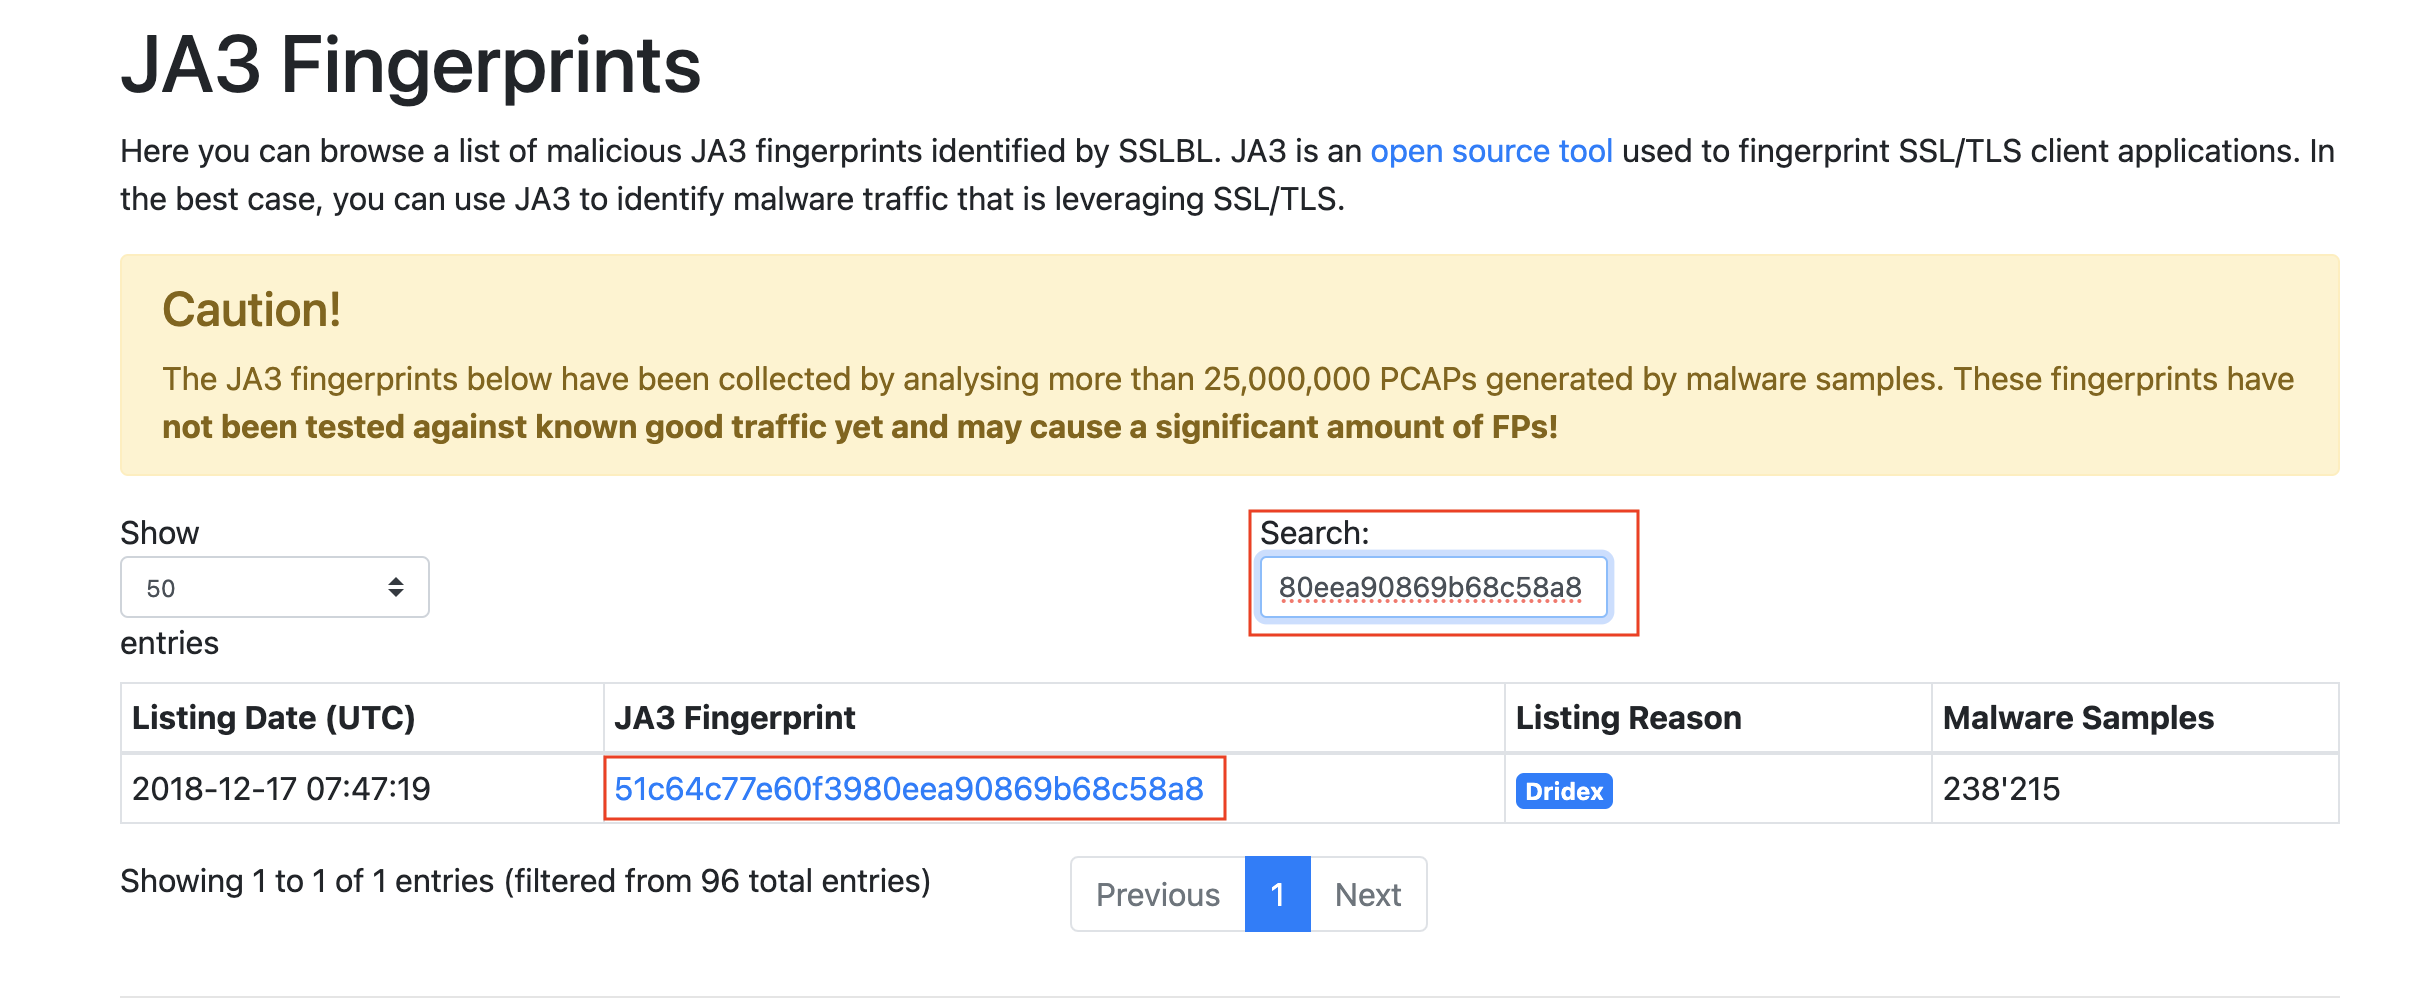 JA3 Fingerprints
Here you can browse a list of malicious JA3 fingerprints identified by SSLBL. JA3 is an open source tool used to fingerprint SSL/TLS client applications. In
the best case, you can use JA3 to identify malware traffic that is leveraging SSL/TLS.
Caution!
The JA3 fingerprints below have been collected by analysing more than 25,000,000 PCAPs generated by malware samples. These fingerprints have
not been tested against known good traffic yet and may cause a significant amount of FPs!
Show
50
entries
Search:
80eea90869b68c58a8
Listing Date (UTC) JA3 Fingerprint Listing Reason Malware Samples
2018-12-17 07:47:19 51c64c77e60f3980eea90869b68c58a8 Dridex 238'215
Showing 1 to 1 of 1 entries (filtered from 96 total entries) Previous 1 Next